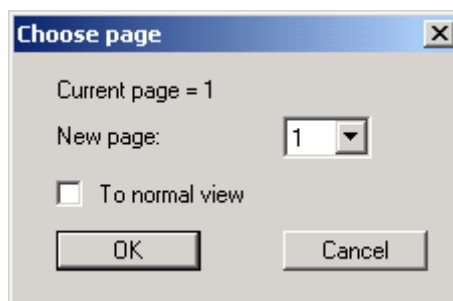 Choose page
Current page = 1
New page: 1
To normal view
OK Cancel